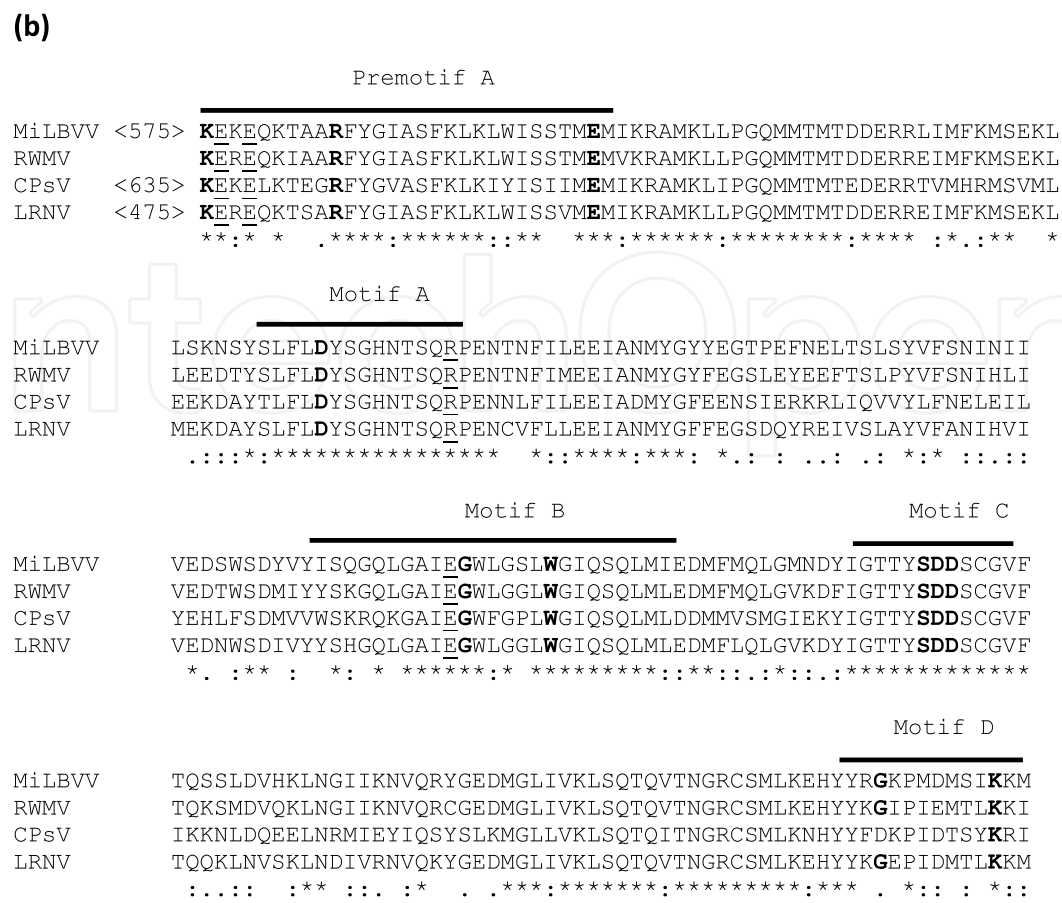 (b)
Premotif A
MiLBVV <575> KEKEQKTAARFYGIASFKLKLWISSTMEMIKRAMKLLPGQMMTMTDDERRLIMFKMSEKL
RWMV KEREQKIAARFYGIASFKLKLWISSTMEMVKRAMKLLPGQMMTMTDDERREIMFKMSEKL
CPsV <635> KEKELKTEGRFYGVASFKLKIYISIIMEMIKRAMKLIPGQMMTMTEDERRTVMHRMSVML
LRNV <475> KEREQKTSARFYGIASFKLKLWISSVMEMIKRAMKLLPGQMMTMTDDERREIMFKMSEKL
**:* * .****:******::** ***:******:********:**** :*.:** *
Motif A
MiLBVV LSKNSYSLFLDYSGHNTSQRPENTNFILEEIANMYGYYEGTPEFNELTSLSYVFSNINII
RWMV LEEDTYSLFLDYSGHNTSQRPENTNFIMEEIANMYGYFEGSLEYEEFTSLPYVFSNIHLI
CPsV EEKDAYTLFLDYSGHNTSQRPENNLFILEEIADMYGFEENSIERKRLIQVVYLFNELEIL
LRNV MEKDAYSLFLDYSGHNTSQRPENCVFLLEEIANMYGFFEGSDQYREIVSLAYVFANIHVI
.:::*:**************** *::****:***: *.: : ..: .: *:* ::.::
Motif B Motif C
MiLBVV VEDSWSDYVYYISQGQLGAIEGWLGSLWGIQSQLMIEDMFMQLGMNDYIGTTYSDDSCGVF
RWMV VEDTWSDMIYYSKGQLGAIEGWLGGLWGIQSQLMLEDMFMQLGVKDFIGTTYSDDSCGVF
CPsV YEHLFSDMVVWSKRQKGAIEGWFGPLWGIQSQLMLDDMMVSMGIEKYIGTTYSDDSCGVF
LRNV VEDNWSDIVYYSHGQLGAIEGWLGGLWGIQSQLMLEDMFLQLGVKDYIGTTYSDDSCGVF
*. :** : *: * ******:* *********::**::.:*::.:*************
Motif D
MiLBVV TQSSLDVHKLNGIIKNVQRYGEDMGLIVKLSQTQVTNGRCSMLKEHYYRGKPMDMSIKKM
RWMV TQKSMDVQKLNGIIKNVQRCGEDMGLIVKLSQTQVTNGRCSMLKEHYYKGIPIEMTLKKI
CPsV IKKNLDQEELNRMIEYIQSYSLKMGLLVKLSQTQITNGRCSMLKNHYYFDKPIDTSYKRI
LRNV TQQKLNVSKLNDIVRNVQKYGEDMGLIVKLSQTQVTNGRCSMLKEHYYKGEPIDMTLKKM
:..:: :** ::. :* . .***:*******:*********:*** . *:: : *::